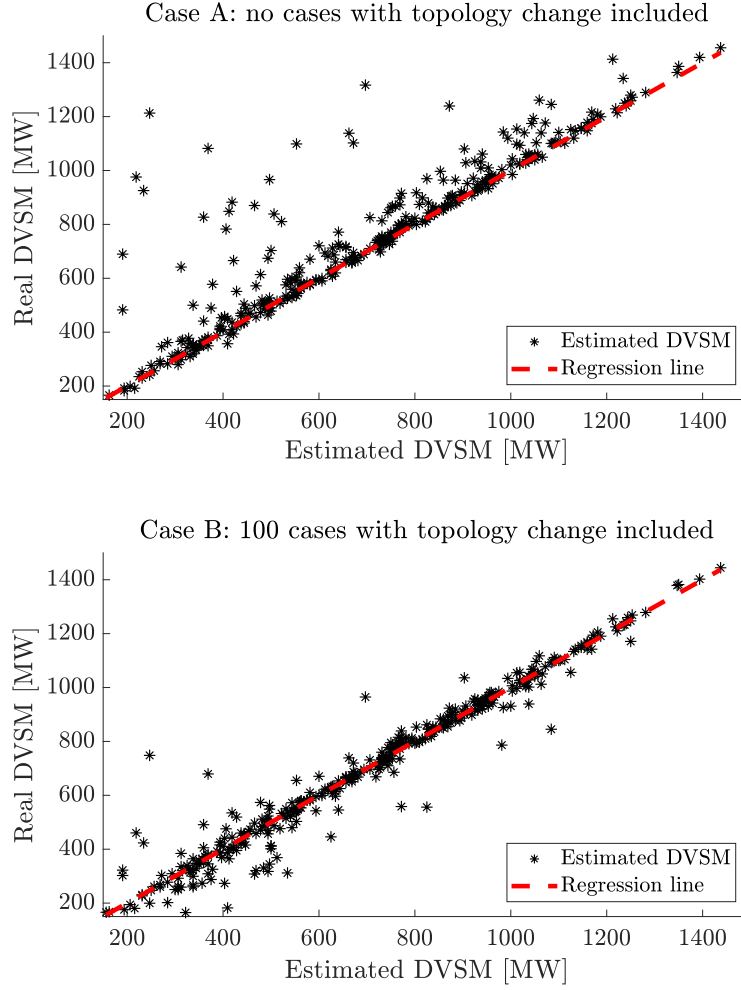 Case A: no cases with topology change included
1400
1200
1000
800
600
400
200
Real DVSM [MW]
Estimated DVSM
Regression line
200 400 600 800 1000 1200 1400
Estimated DVSM [MW]
Case B: 100 cases with topology change included
1400
1200
1000
800
600
400
200
Real DVSM [MW]
Estimated DVSM
Regression line
200 400 600 800 1000 1200 1400
Estimated DVSM [MW]